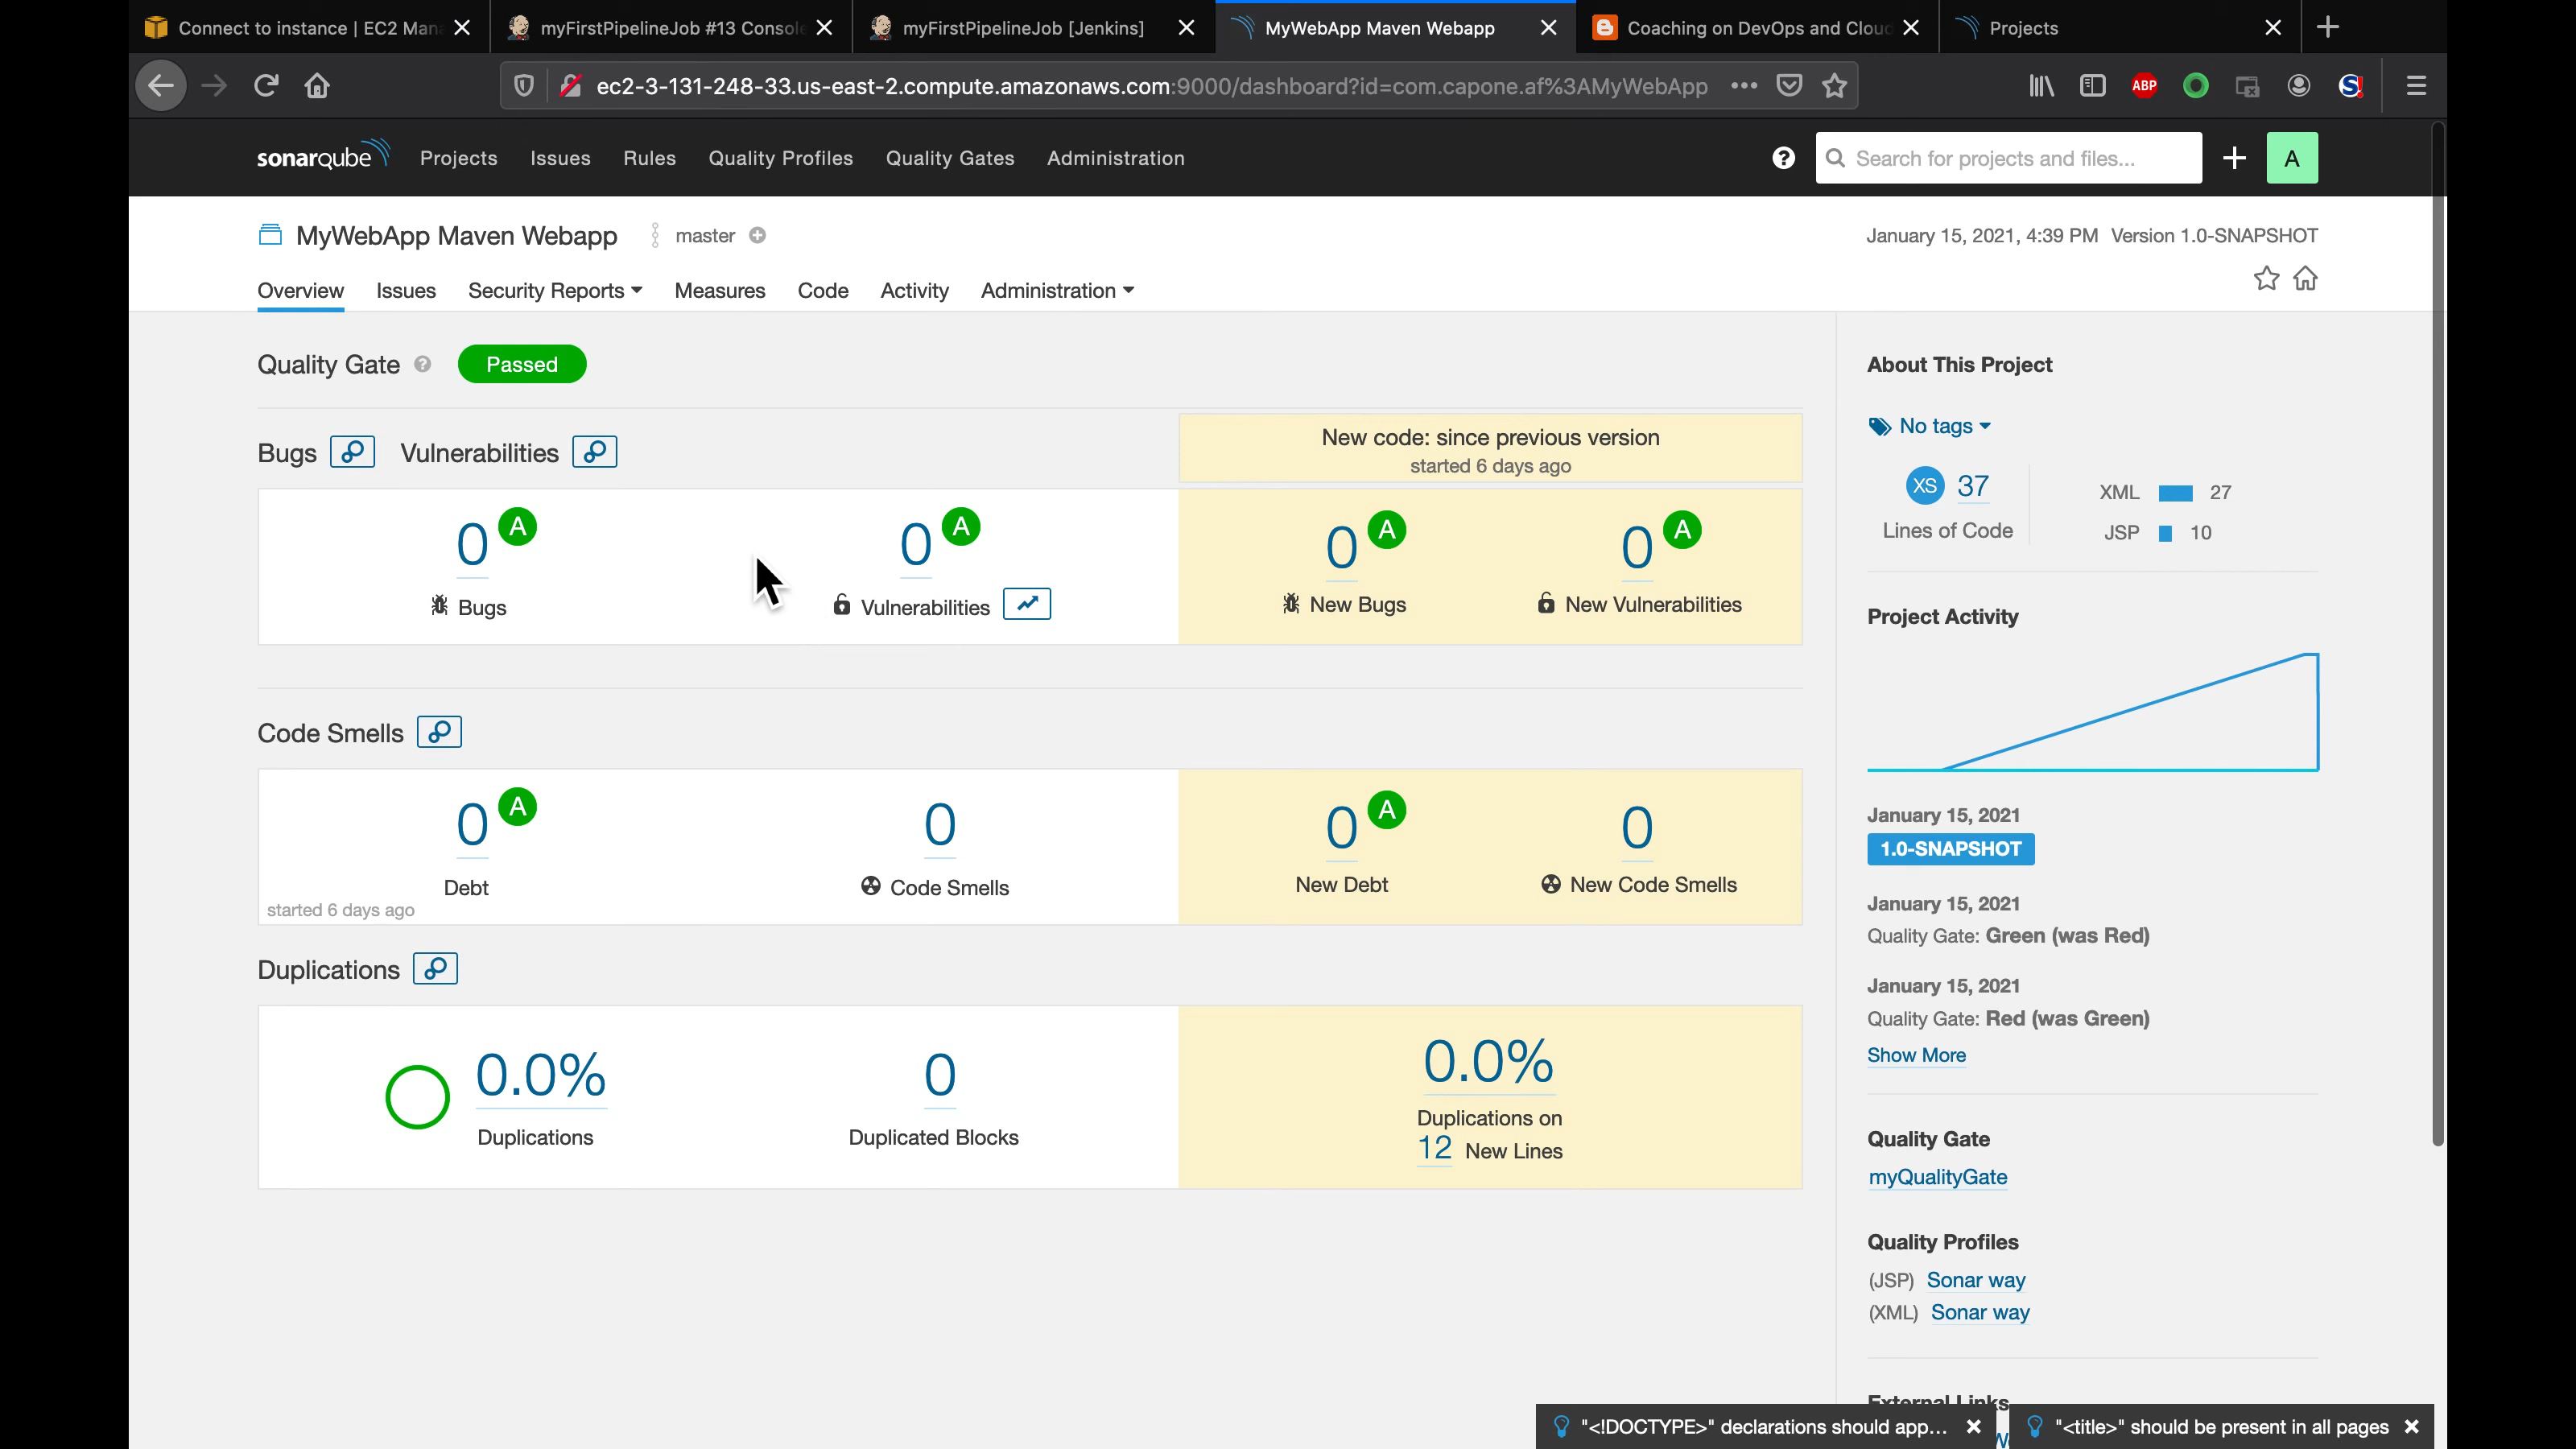 Connect to instance | EC2 Man
myFirstPipelineJob #13 Consol
myFirstPipelineJob [Jenkins]
MyWebApp Maven Webapp
Coaching on DevOps and Clou
Projects
ec2-3-131-248-33.us-east-2.compute.amazonaws.com:9000/dashboard?id=com.capone.af%3AMyWebApp
ABP
sonarqube Projects Issues Rules Quality Profiles Quality Gates Administration
Search for projects and files...
A
MyWebApp Maven Webapp master
January 15, 2021, 4:39 PM Version 1.0-SNAPSHOT
Overview Issues Security Reports Measures Code Activity Administration
Quality Gate ? Passed
Bugs Vulnerabilities
New code: since previous version
started 6 days ago
0 A
Bugs
0 A
Vulnerabilities
0 A
New Bugs
0 A
New Vulnerabilities
Code Smells
0 A
Debt
started 6 days ago
0
Code Smells
0 A
New Debt
0
New Code Smells
Duplications
0.0%
Duplications
0
Duplicated Blocks
0.0%
Duplications on
12 New Lines
About This Project
No tags
XS 37
Lines of Code
XML 27
JSP 10
Project Activity
January 15, 2021
1.0-SNAPSHOT
January 15, 2021
Quality Gate: Green (was Red)
January 15, 2021
Quality Gate: Red (was Green)
Show More
Quality Gate
myQualityGate
Quality Profiles
(JSP) Sonar way
(XML) Sonar way
External Links
"<!DOCTYPE>" declarations should app...
"<title>" should be present in all pages